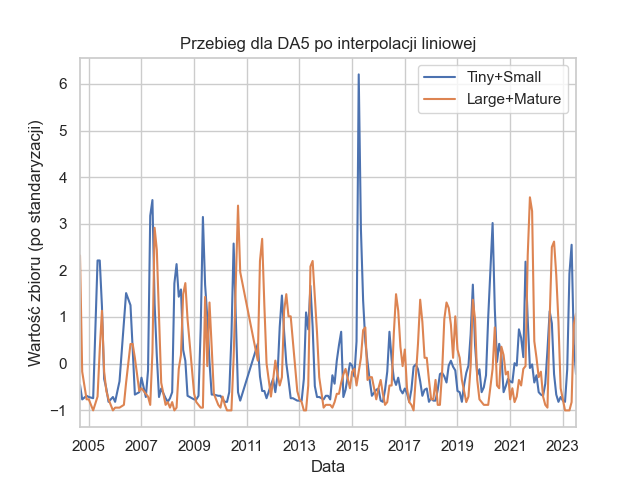 Przebieg dla DA5 po interpolacji liniowej
Tiny+Small
Large+Mature
Wartość zbioru (po standaryzacji)
6
5
4
3
2
1
0
−1
2005 2007 2009 2011 2013 2015 2017 2019 2021 2023
Data